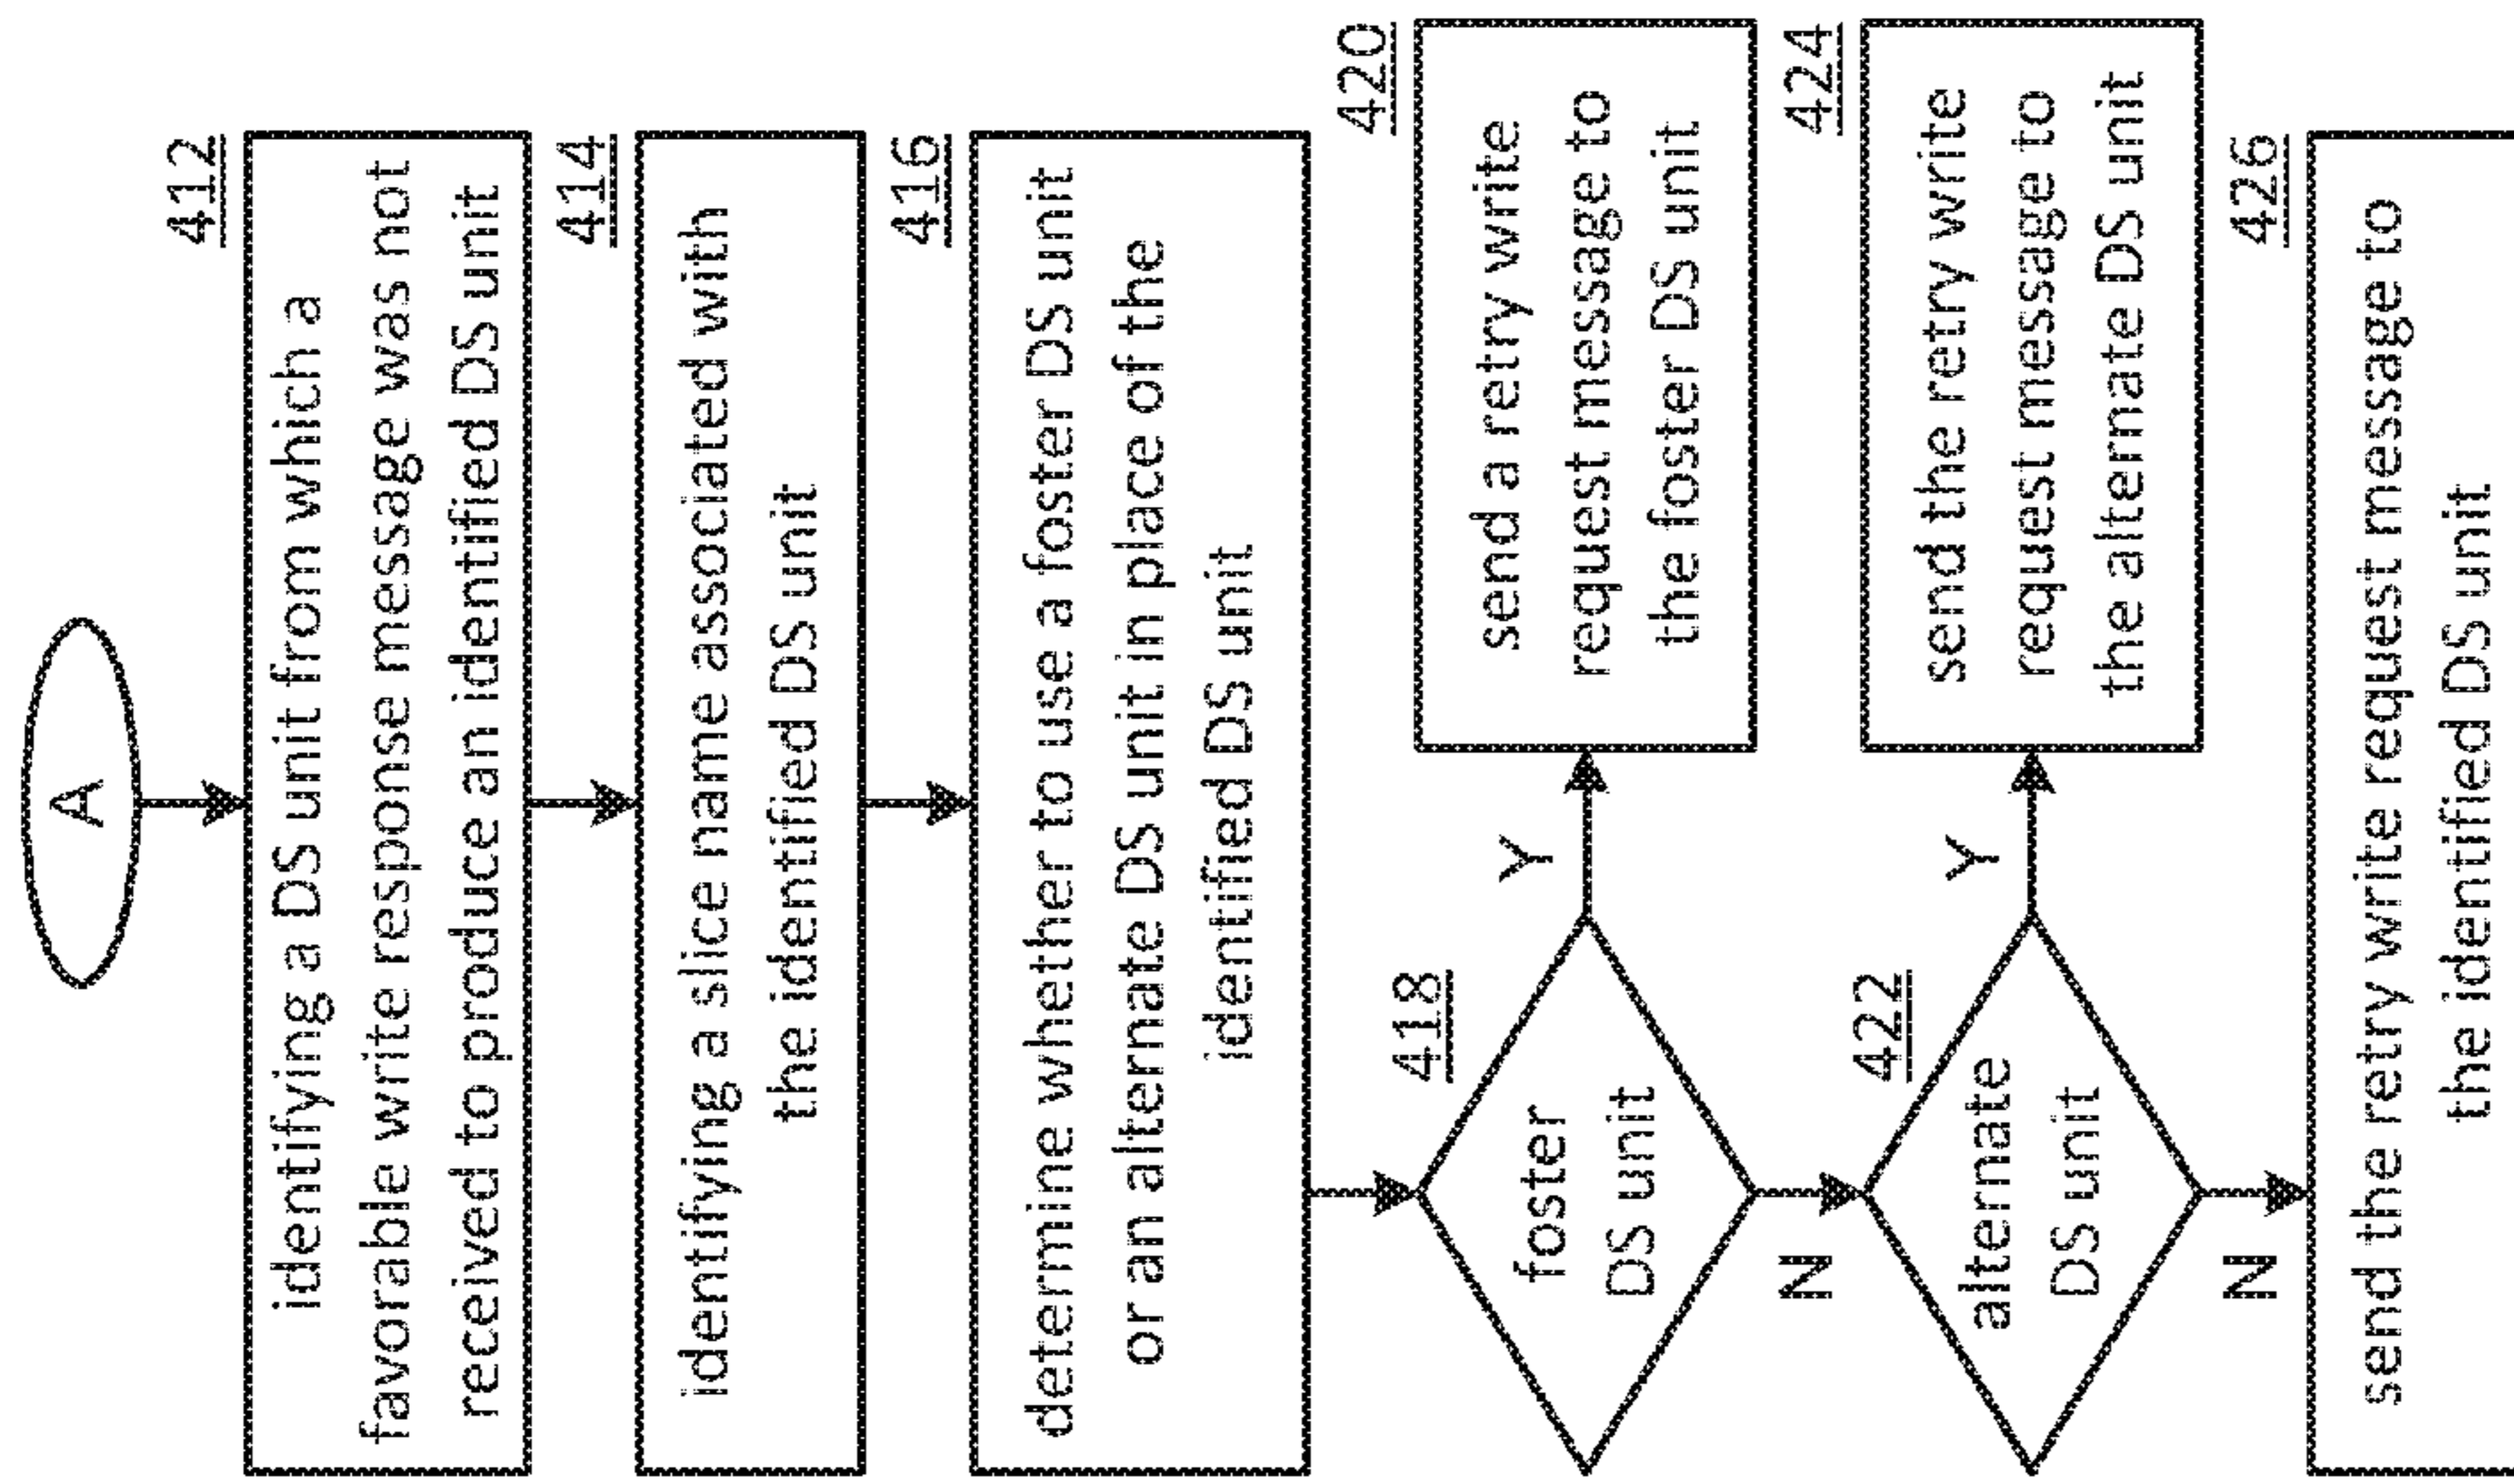 A
412
identifying a DS unit from which a
favorable write response message was not
received to produce an identified DS unit
414
identifying a slice name associated with
the identified DS unit
416
determine whether to use a foster DS unit
or an alternate DS unit in place of the
identified DS unit
418
foster
DS unit
Y
420
send a retry write
request message to
the foster DS unit
N
422
alternate
DS unit
Y
424
send the retry write
request message to
the alternate DS unit
N
426
send the retry write request message to
the identified DS unit